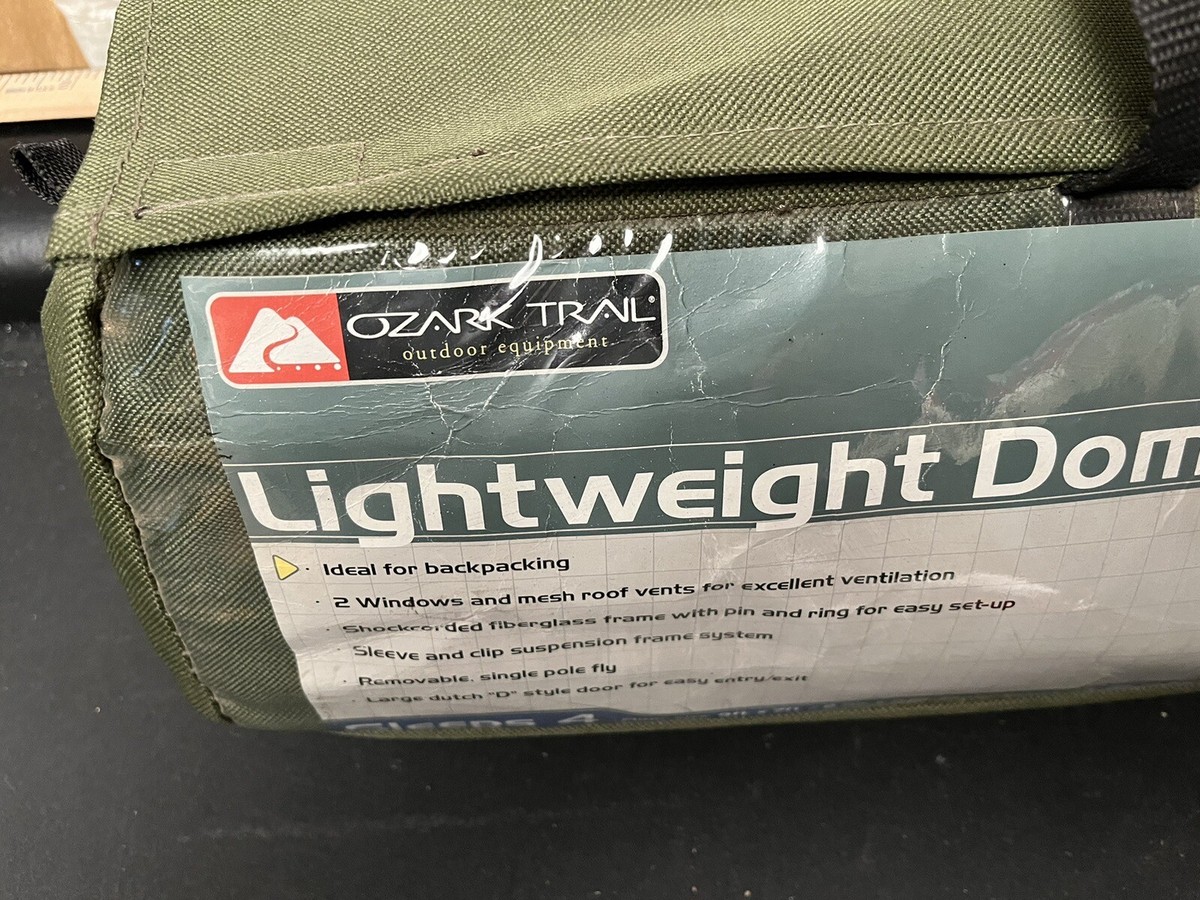 OZARK TRAIL®
outdoor equipment
Lightweight Dom
· Ideal for backpacking
· 2 Windows and mesh roof vents for excellent ventilation
· Shockcorded fiberglass frame with pin and ring for easy set-up
· Sleeve and clip suspension frame system
· Removable, single pole fly
· Large dutch "D" style door for easy entry/exit
Sleeps 4